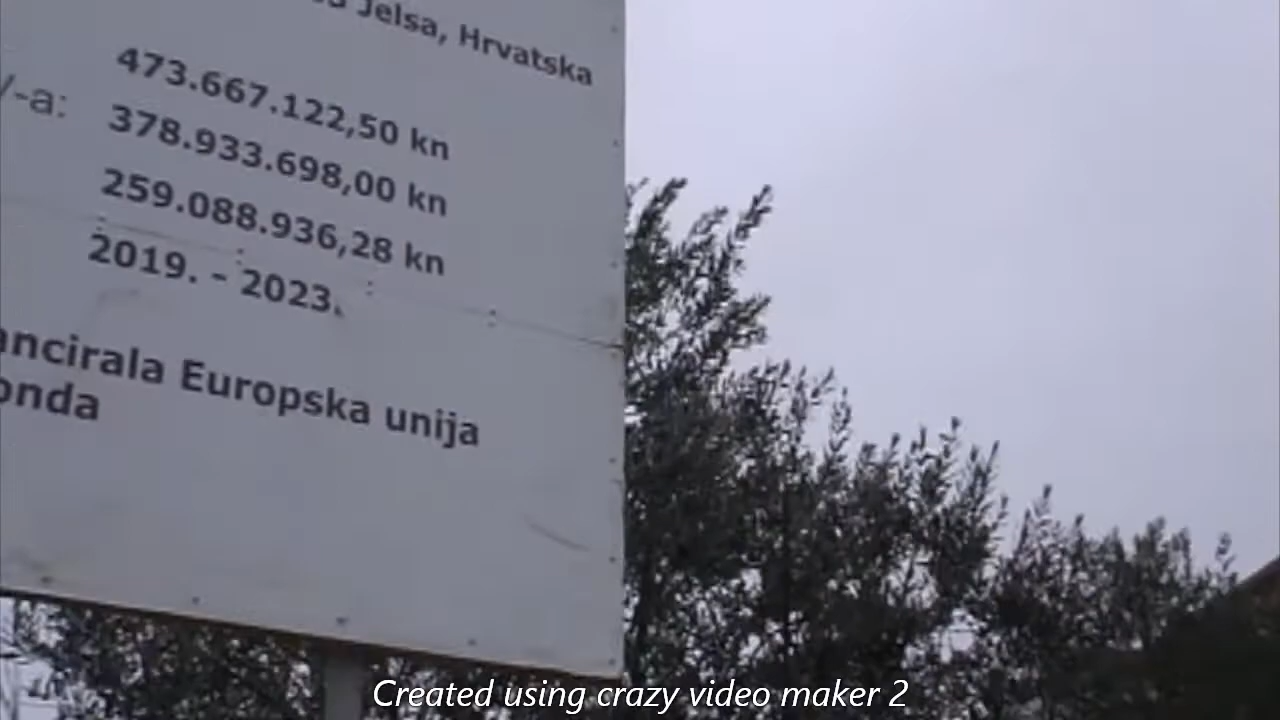 Jelsa, Hrvatska
473.667.122,50 kn
/-a: 378.933.698,00 kn
259.088.936,28 kn
2019. - 2023.
ancirala Europska unija
onda
Created using crazy video maker 2